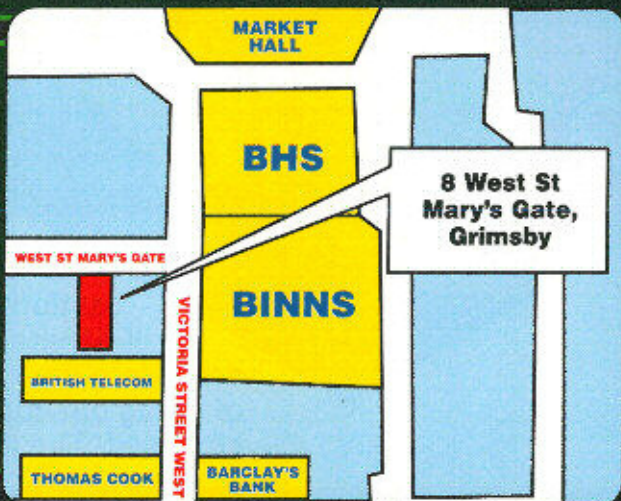 MARKET
HALL
BHS
8 West St
Mary's Gate,
Grimsby
WEST ST MARY'S GATE
BINNS
VICTORIA STREET WEST
BRITISH TELECOM
THOMAS COOK
BARCLAY'S
BANK